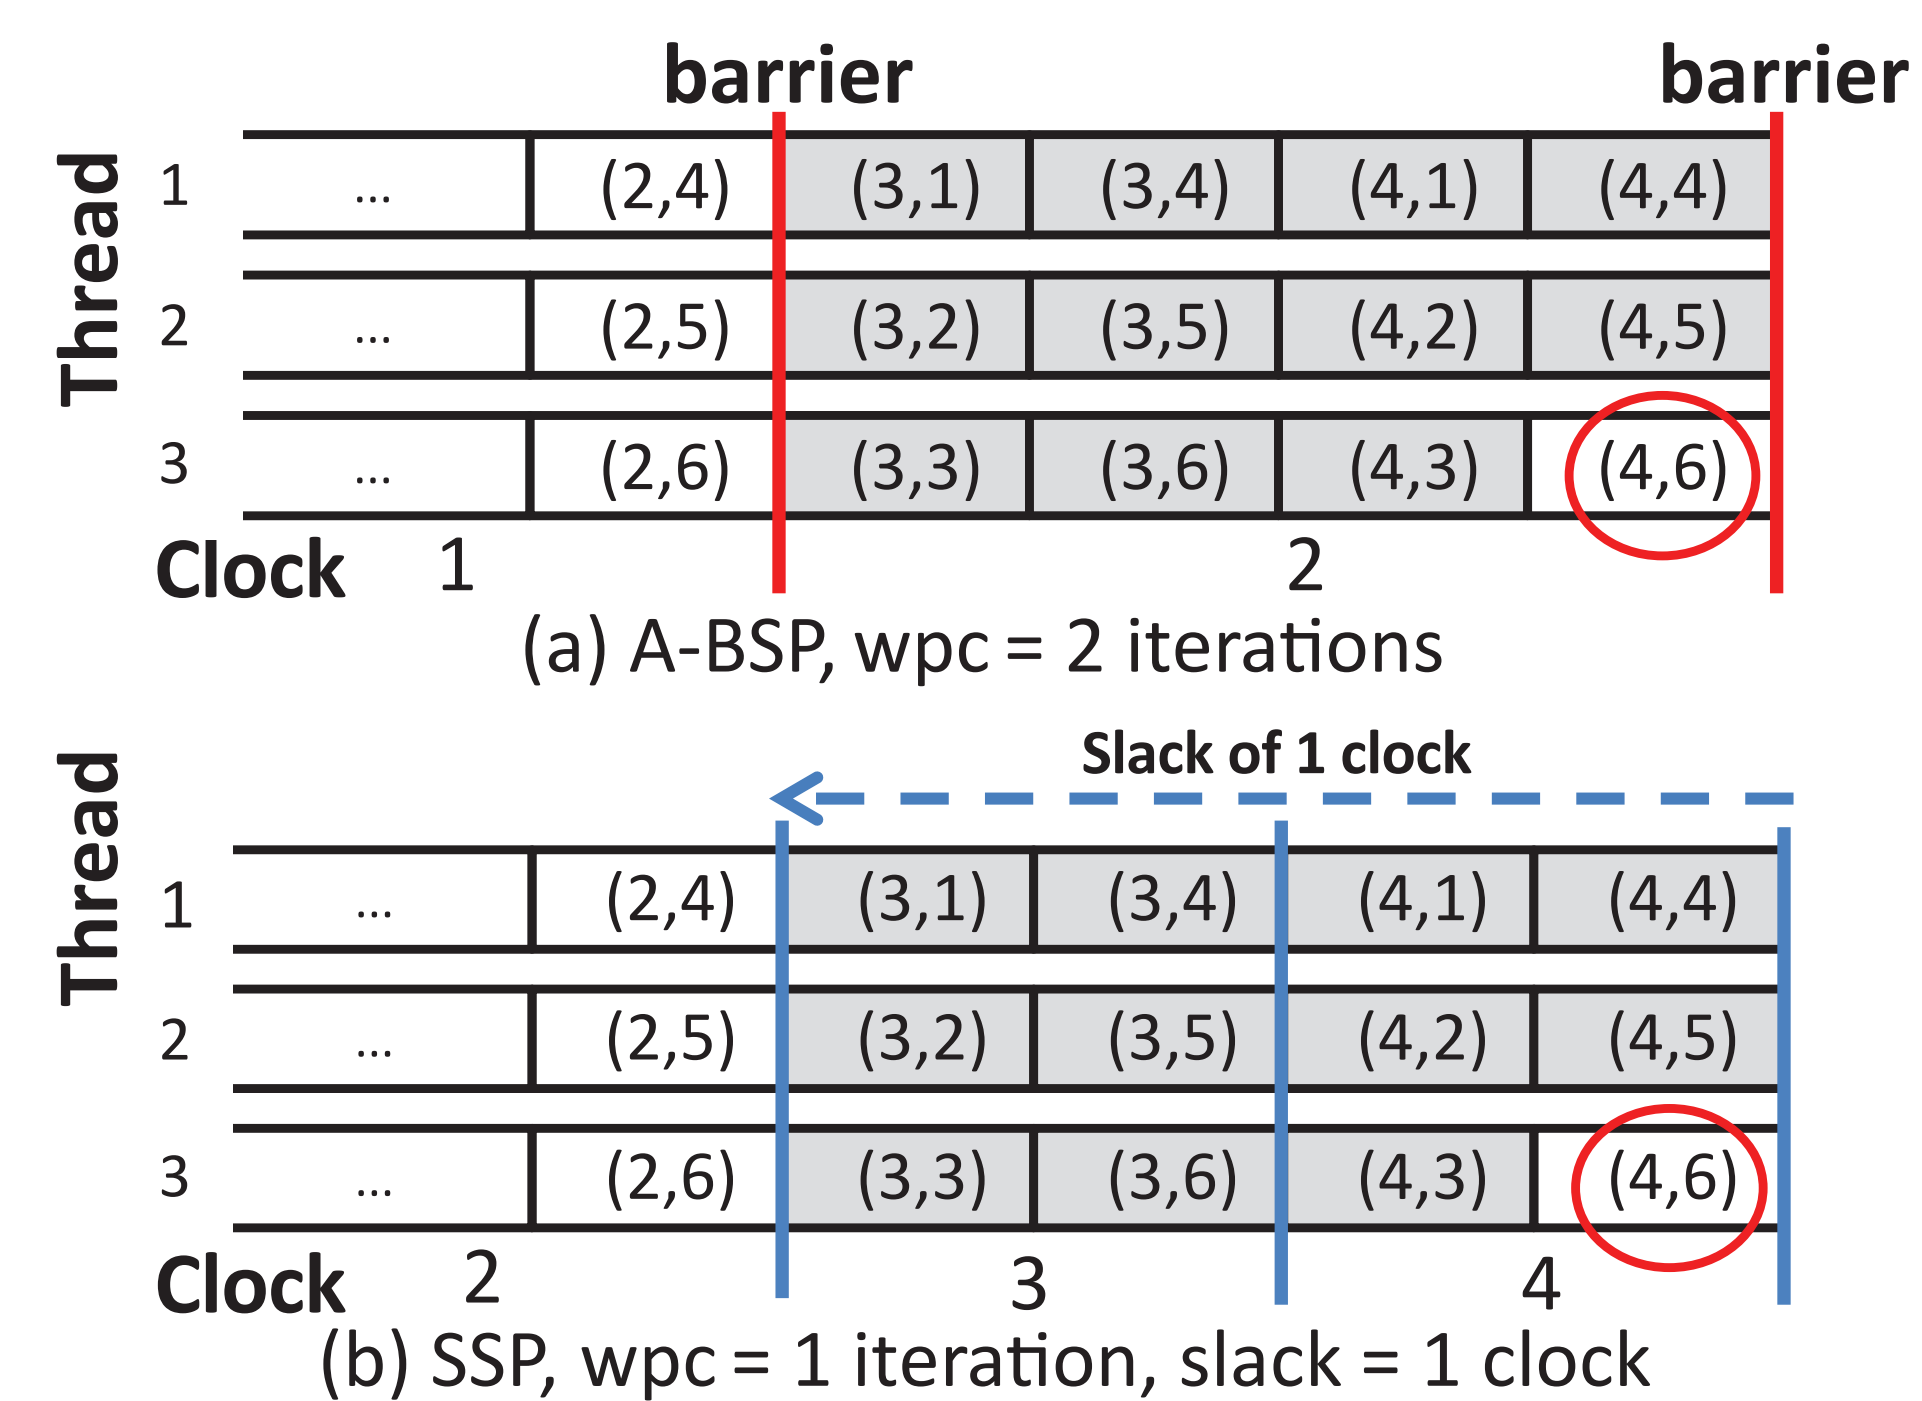 barrier barrier
Thread
1 ... (2,4) (3,1) (3,4) (4,1) (4,4)
2 ... (2,5) (3,2) (3,5) (4,2) (4,5)
3 ... (2,6) (3,3) (3,6) (4,3) (4,6)
Clock 1 2
(a) A-BSP, wpc = 2 iterations
Slack of 1 clock
Thread
1 ... (2,4) (3,1) (3,4) (4,1) (4,4)
2 ... (2,5) (3,2) (3,5) (4,2) (4,5)
3 ... (2,6) (3,3) (3,6) (4,3) (4,6)
Clock 2 3 4
(b) SSP, wpc = 1 iteration, slack = 1 clock